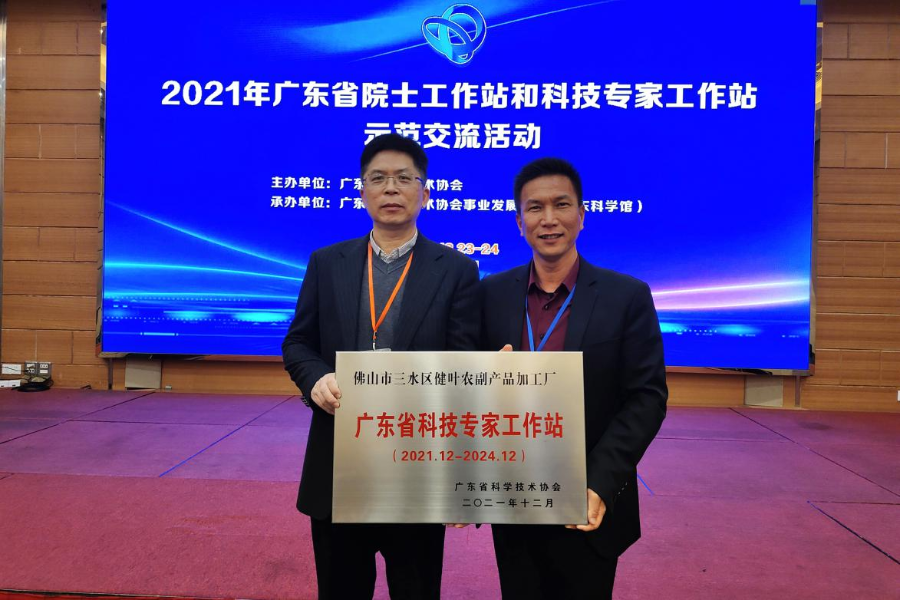 2021年广东省院士工作站和科技专家工作站
示范交流活动
主办单位：广东 术协会
承办单位：广东 术协会事业发展 东科学馆）
23-24
佛山市三水区健叶农副产品加工厂
广东省科技专家工作站
（2021.12-2024.12）
广东省科学技术协会
二〇二一年十二月